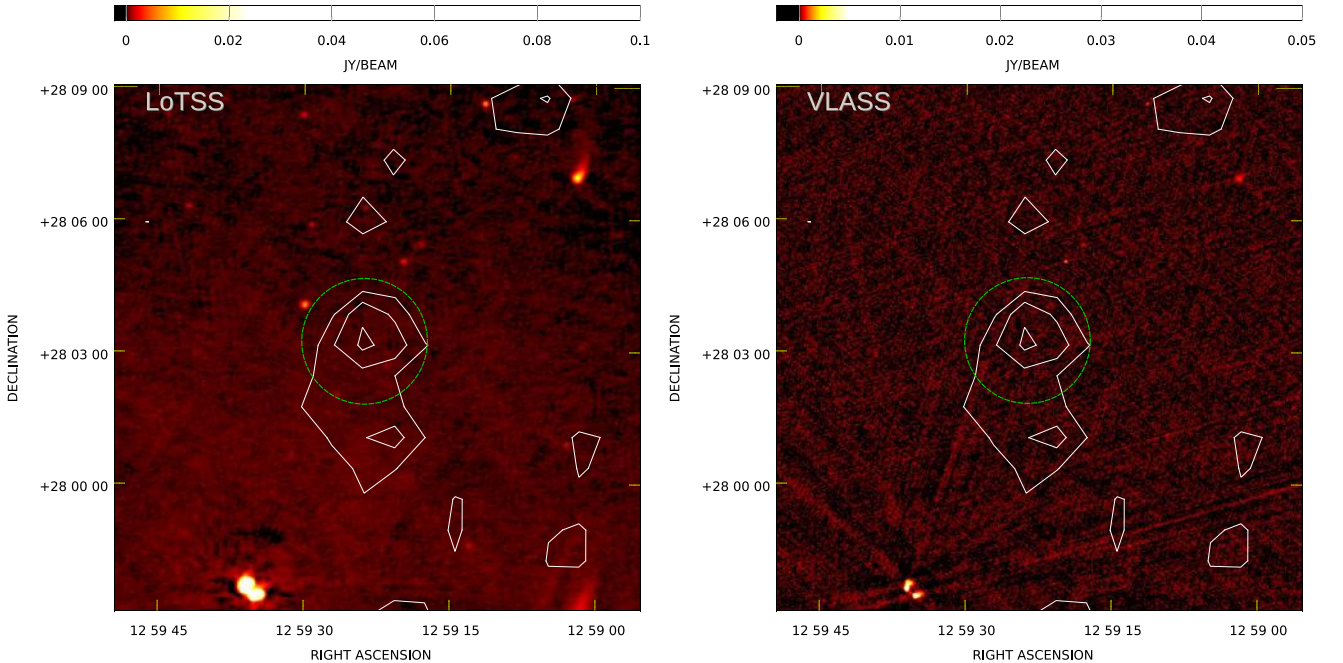 0 0.02 0.04 0.06 0.08 0.1
JY/BEAM
LoTSS
+28 09 00
+28 06 00
+28 03 00
+28 00 00
DECLINATION
12 59 45 12 59 30 12 59 15 12 59 00
RIGHT ASCENSION
0 0.01 0.02 0.03 0.04 0.05
JY/BEAM
VLASS
+28 09 00
+28 06 00
+28 03 00
+28 00 00
DECLINATION
12 59 45 12 59 30 12 59 15 12 59 00
RIGHT ASCENSION